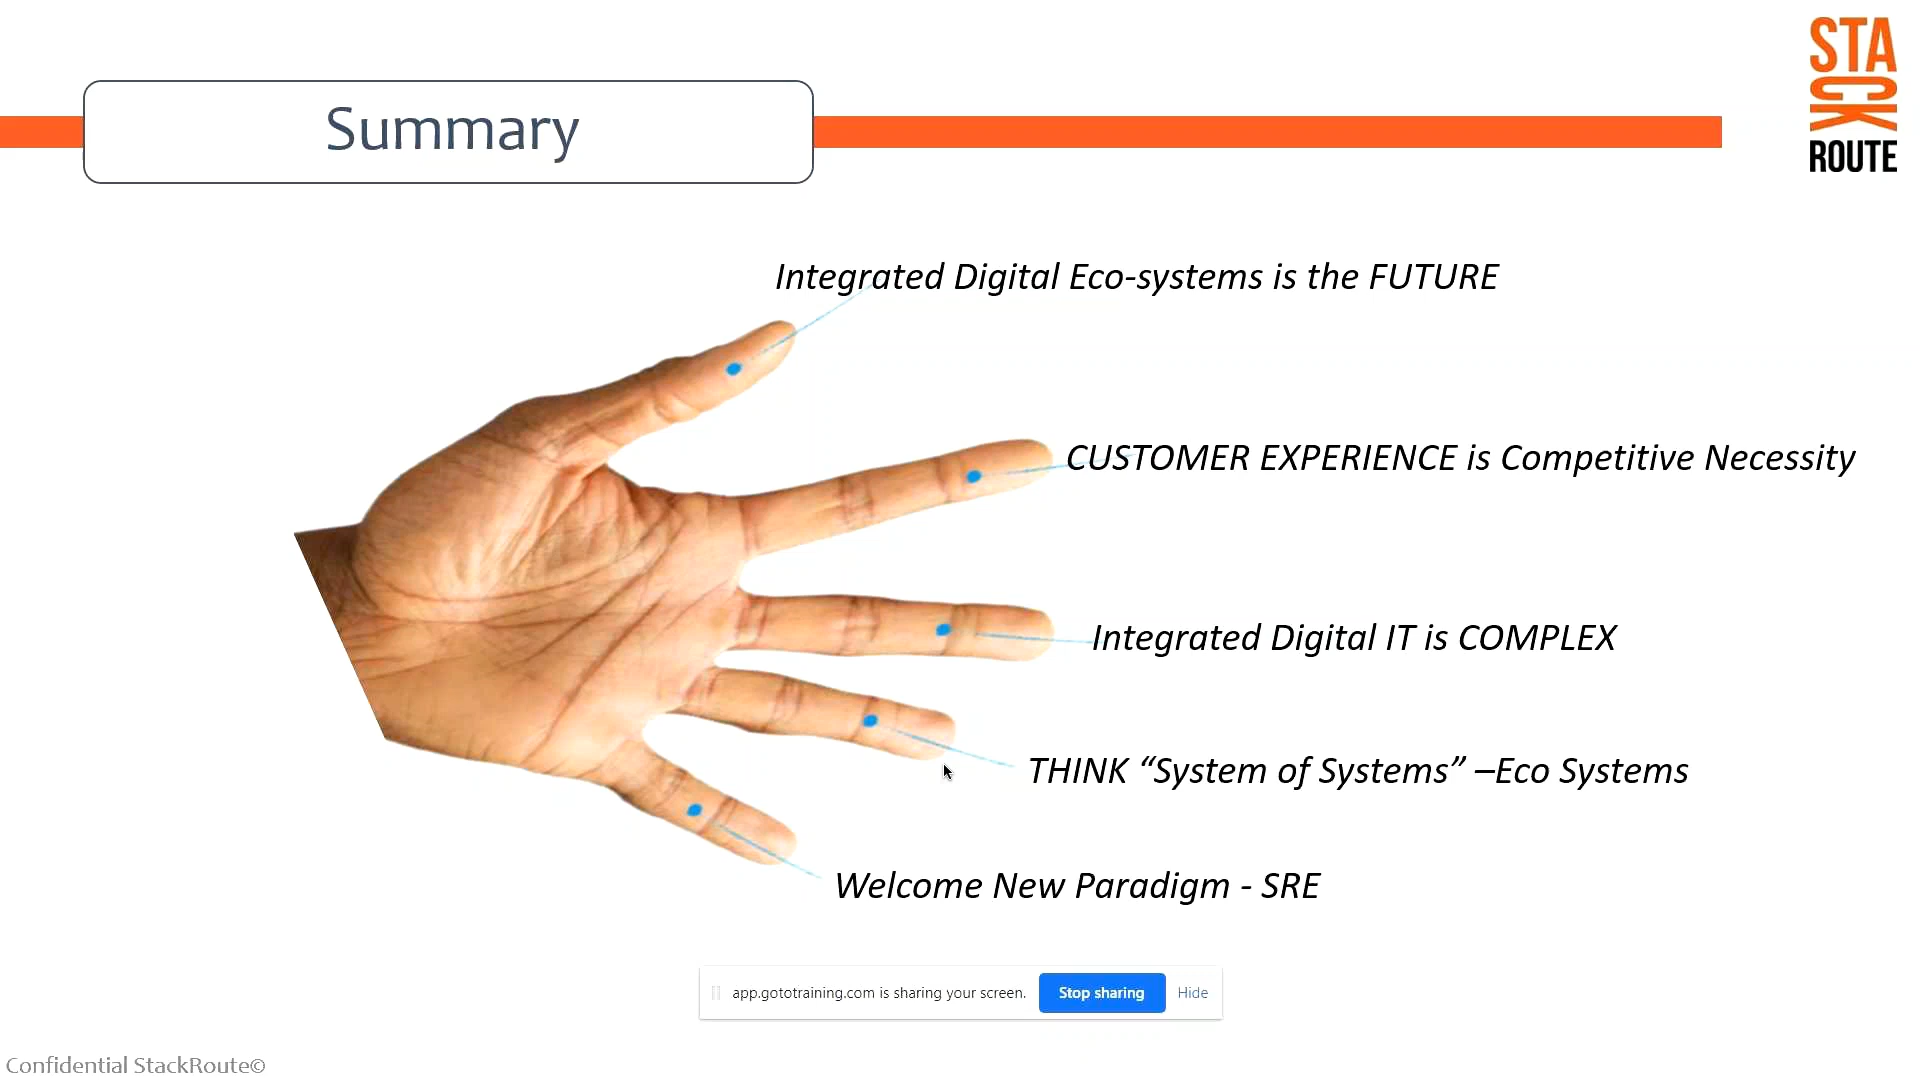 STA
CK
ROUTE
Summary
Integrated Digital Eco-systems is the FUTURE
CUSTOMER EXPERIENCE is Competitive Necessity
Integrated Digital IT is COMPLEX
THINK “System of Systems” –Eco Systems
Welcome New Paradigm - SRE
app.gototraining.com is sharing your screen. Stop sharing Hide
Confidential StackRoute©